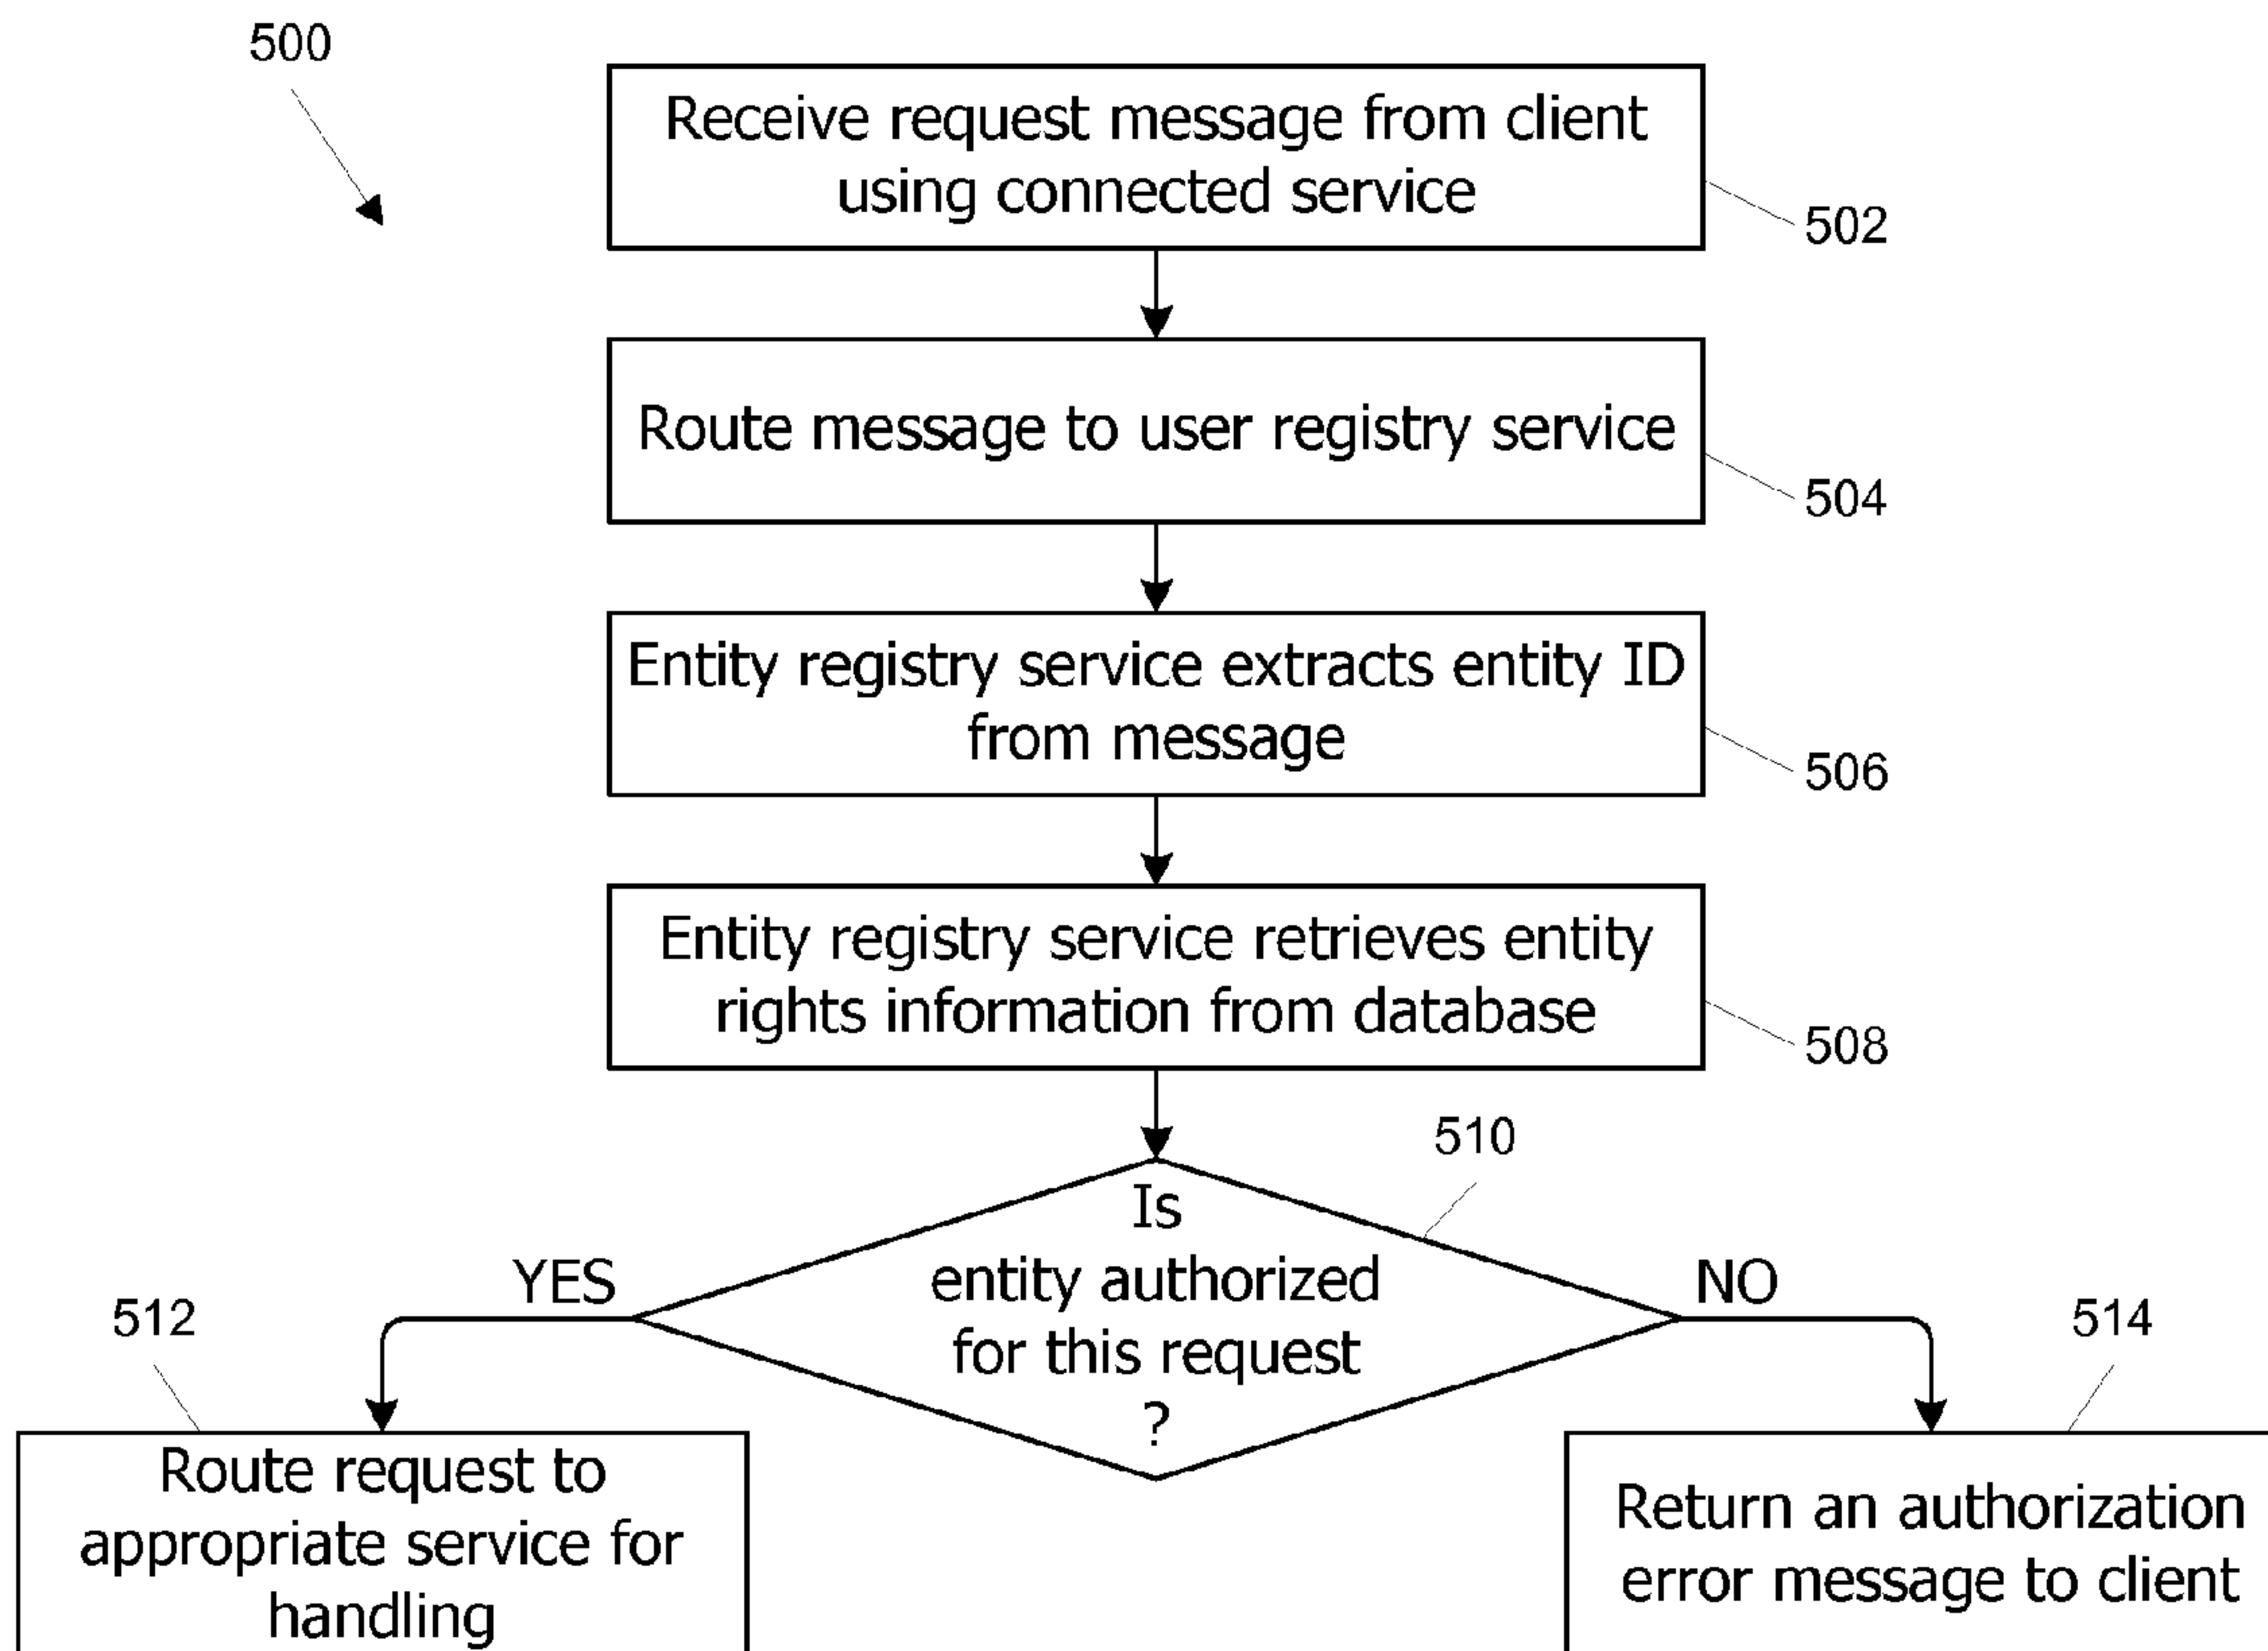 500
Receive request message from client
using connected service
502
Route message to user registry service
504
Entity registry service extracts entity ID
from message
506
Entity registry service retrieves entity
rights information from database
508
510
Is
entity authorized
for this request
?
YES
NO
512
514
Route request to
appropriate service for
handling
Return an authorization
error message to client